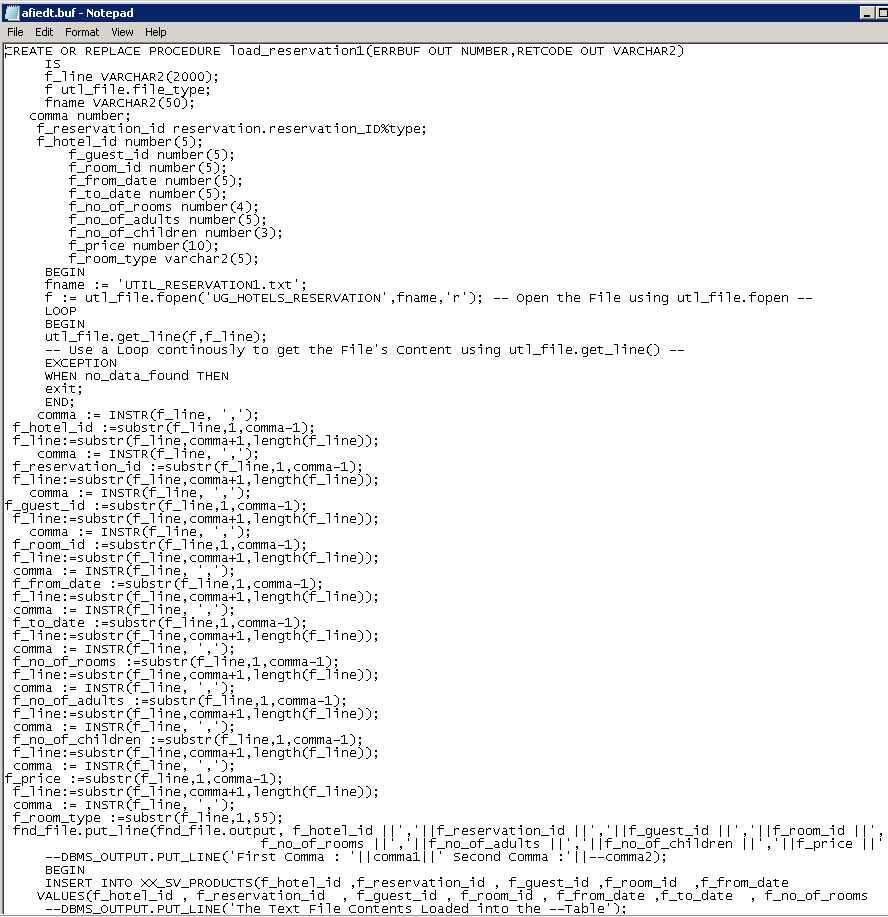 afiedt.buf - Notepad
File Edit Format View Help
CREATE OR REPLACE PROCEDURE load_reservation1(ERRBUF OUT NUMBER,RETCODE OUT VARCHAR2)
IS
f_line VARCHAR2(2000);
f utl_file.file_type;
fname VARCHAR2(50);
comma number;
f_reservation_id reservation.reservation_ID%type;
f_hotel_id number(5);
f_guest_id number(5);
f_room_id number(5);
f_from_date number(5);
f_to_date number(5);
f_no_of_rooms number(4);
f_no_of_adults number(5);
f_no_of_children number(3);
f_price number(10);
f_room_type varchar2(5);
BEGIN
fname := 'UTIL_RESERVATION1.txt';
f := utl_file.fopen('UG_HOTELS_RESERVATION',fname,'r'); -- Open the File using utl_file.fopen --
LOOP
BEGIN
utl_file.get_line(f,f_line);
-- Use a Loop continously to get the File's Content using utl_file.get_line() --
EXCEPTION
WHEN no_data_found THEN
exit;
END;
comma := INSTR(f_line, ',');
f_hotel_id :=substr(f_line,1,comma-1);
f_line:=substr(f_line,comma+1,length(f_line));
comma := INSTR(f_line, ',');
f_reservation_id :=substr(f_line,1,comma-1);
f_line:=substr(f_line,comma+1,length(f_line));
comma := INSTR(f_line, ',');
f_guest_id :=substr(f_line,1,comma-1);
f_line:=substr(f_line,comma+1,length(f_line));
comma := INSTR(f_line, ',');
f_room_id :=substr(f_line,1,comma-1);
f_line:=substr(f_line,comma+1,length(f_line));
comma := INSTR(f_line, ',');
f_from_date :=substr(f_line,1,comma-1);
f_line:=substr(f_line,comma+1,length(f_line));
comma := INSTR(f_line, ',');
f_to_date :=substr(f_line,1,comma-1);
f_line:=substr(f_line,comma+1,length(f_line));
comma := INSTR(f_line, ',');
f_no_of_rooms :=substr(f_line,1,comma-1);
f_line:=substr(f_line,comma+1,length(f_line));
comma := INSTR(f_line, ',');
f_no_of_adults :=substr(f_line,1,comma-1);
f_line:=substr(f_line,comma+1,length(f_line));
comma := INSTR(f_line, ',');
f_no_of_children :=substr(f_line,1,comma-1);
f_line:=substr(f_line,comma+1,length(f_line));
comma := INSTR(f_line, ',');
f_price :=substr(f_line,1,comma-1);
f_line:=substr(f_line,comma+1,length(f_line));
comma := INSTR(f_line, ',');
f_room_type :=substr(f_line,1,55);
fnd_file.put_line(fnd_file.output, f_hotel_id ||','||f_reservation_id ||','||f_guest_id ||','||f_room_id ||',
f_no_of_rooms ||','||f_no_of_adults ||','||f_no_of_children ||','||f_price ||'
--DBMS_OUTPUT.PUT_LINE('First Comma : '||comma1||' Second Comma :'||--comma2);
BEGIN
INSERT INTO XX_SV_PRODUCTS(f_hotel_id ,f_reservation_id , f_guest_id ,f_room_id ,f_from_date
VALUES(f_hotel_id , f_reservation_id , f_guest_id , f_room_id , f_from_date ,f_to_date , f_no_of_rooms
--DBMS_OUTPUT.PUT_LINE('The Text File Contents Loaded into the --Table');